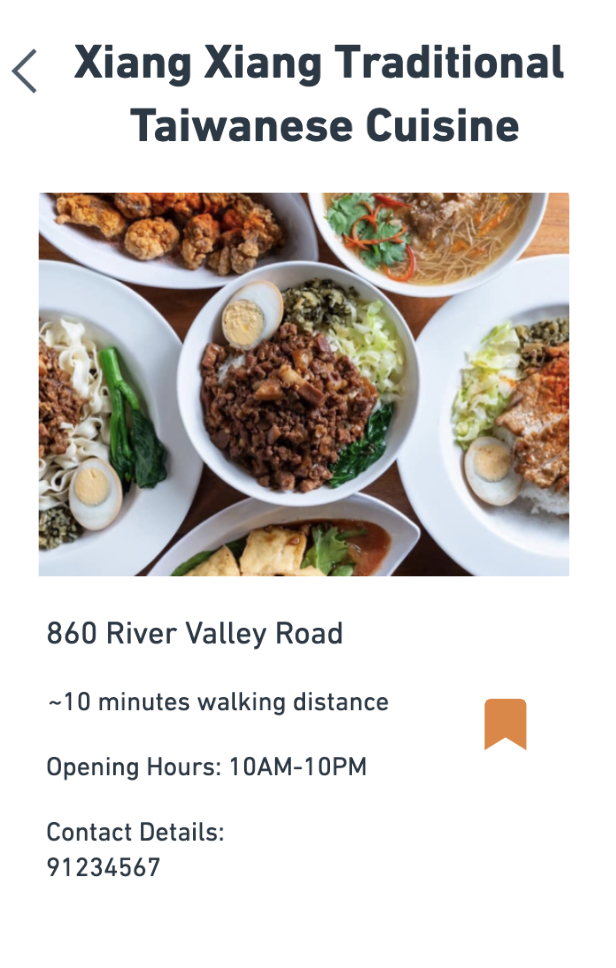 Xiang Xiang Traditional
Taiwanese Cuisine
860 River Valley Road
~10 minutes walking distance
Opening Hours: 10AM-10PM
Contact Details:
91234567